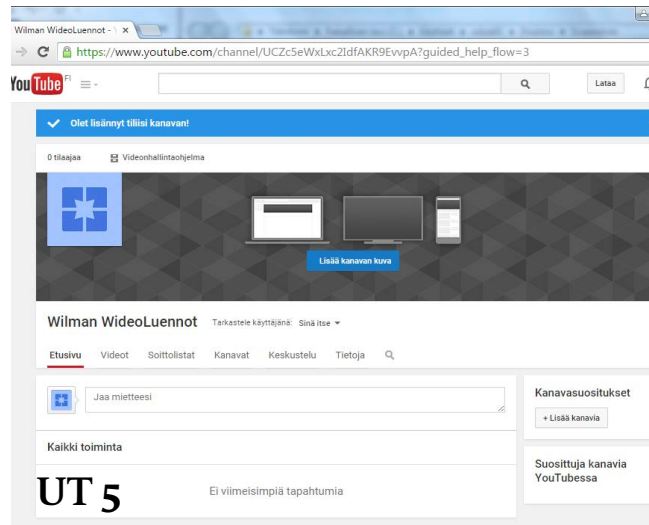 Wilman WideoLuennot - Y
https://www.youtube.com/channel/UCZc5eWxLxc2IdfAKR9EvvpA?guided_help_flow=3
You Tube FI
Lataa
Olet lisännyt tiliisi kanavan!
0 tilaajaa Videonhallintaohjelma
Lisää kanavan kuva
Wilman WideoLuennot Tarkastele käyttäjänä: Sinä itse
Etusivu Videot Soittolistat Kanavat Keskustelu Tietoja
Jaa mietteesi
Kanavasuositukset
+ Lisää kanavia
Kaikki toiminta
Suosittuja kanavia
YouTubessa
Ei viimeisimpiä tapahtumia
UT 5